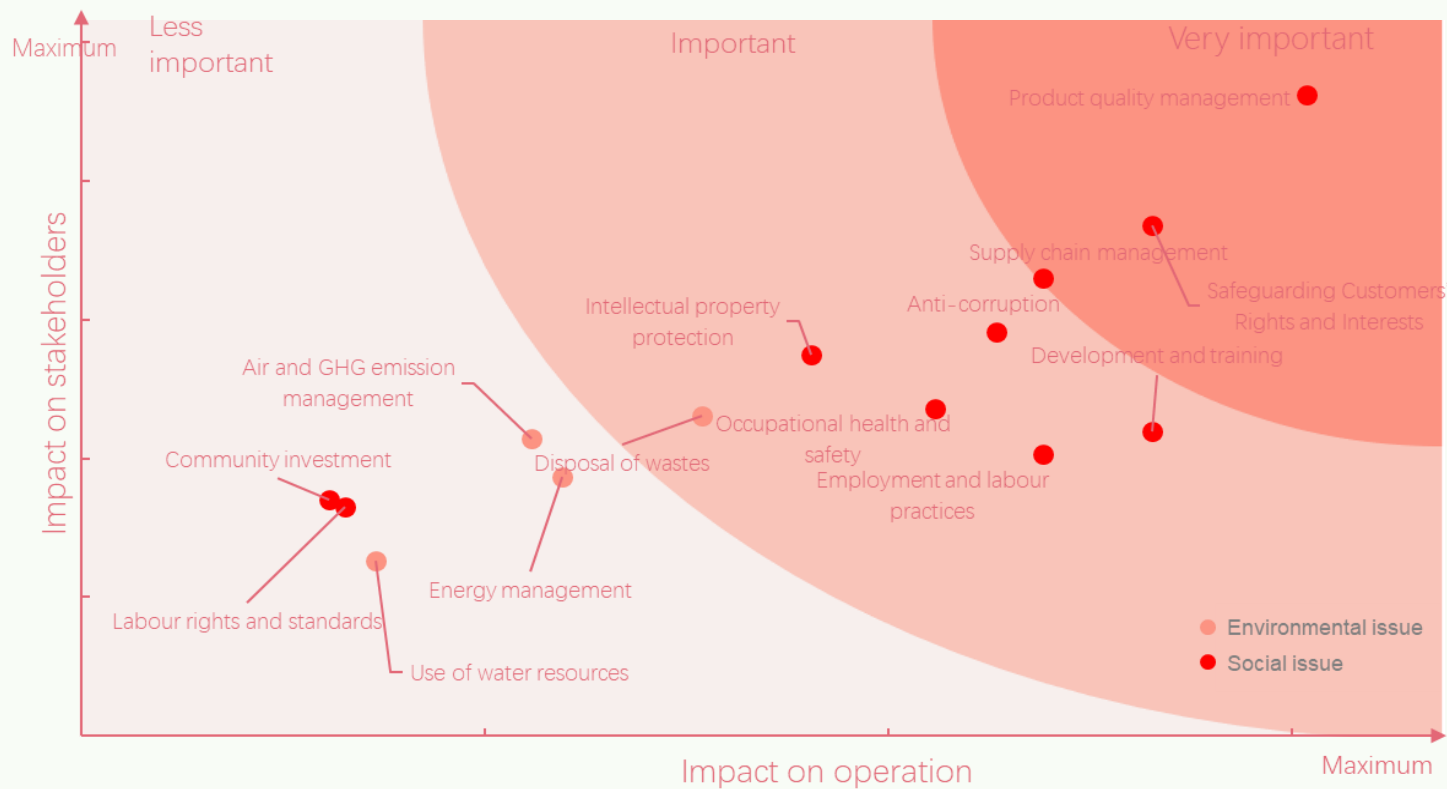 Maximum
Less
important
Important
Very important
Product quality management
Supply chain management
Safeguarding Customers
Rights and Interests
Intellectual property
protection
Anti-corruption
Development and training
Air and GHG emission
management
Occupational health and
safety
Disposal of wastes
Community investment
Employment and labour
practices
Energy management
Labour rights and standards
Use of water resources
Environmental issue
Social issue
Impact on stakeholders
Impact on operation
Maximum